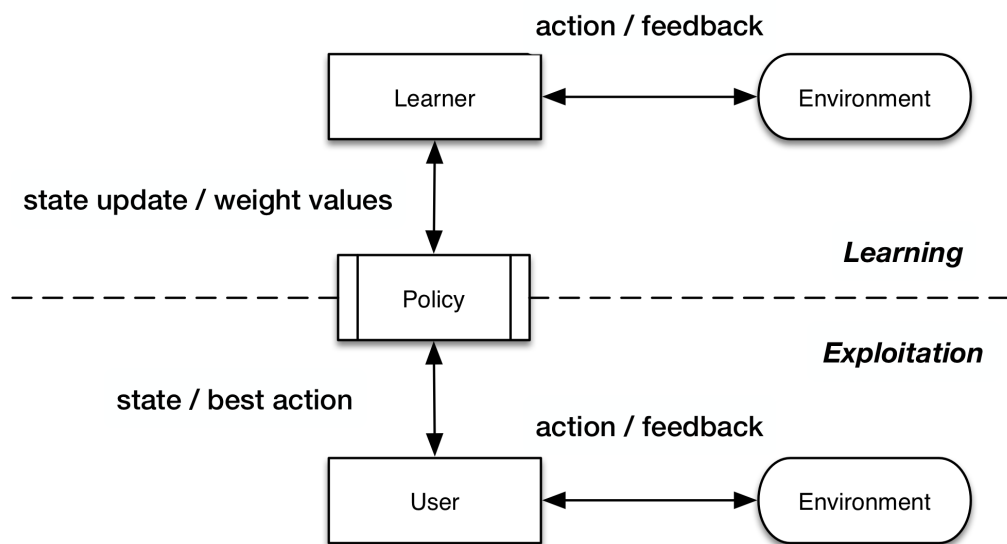 action / feedback
Learner
Environment
state update / weight values
Learning
Policy
Exploitation
state / best action
action / feedback
User
Environment